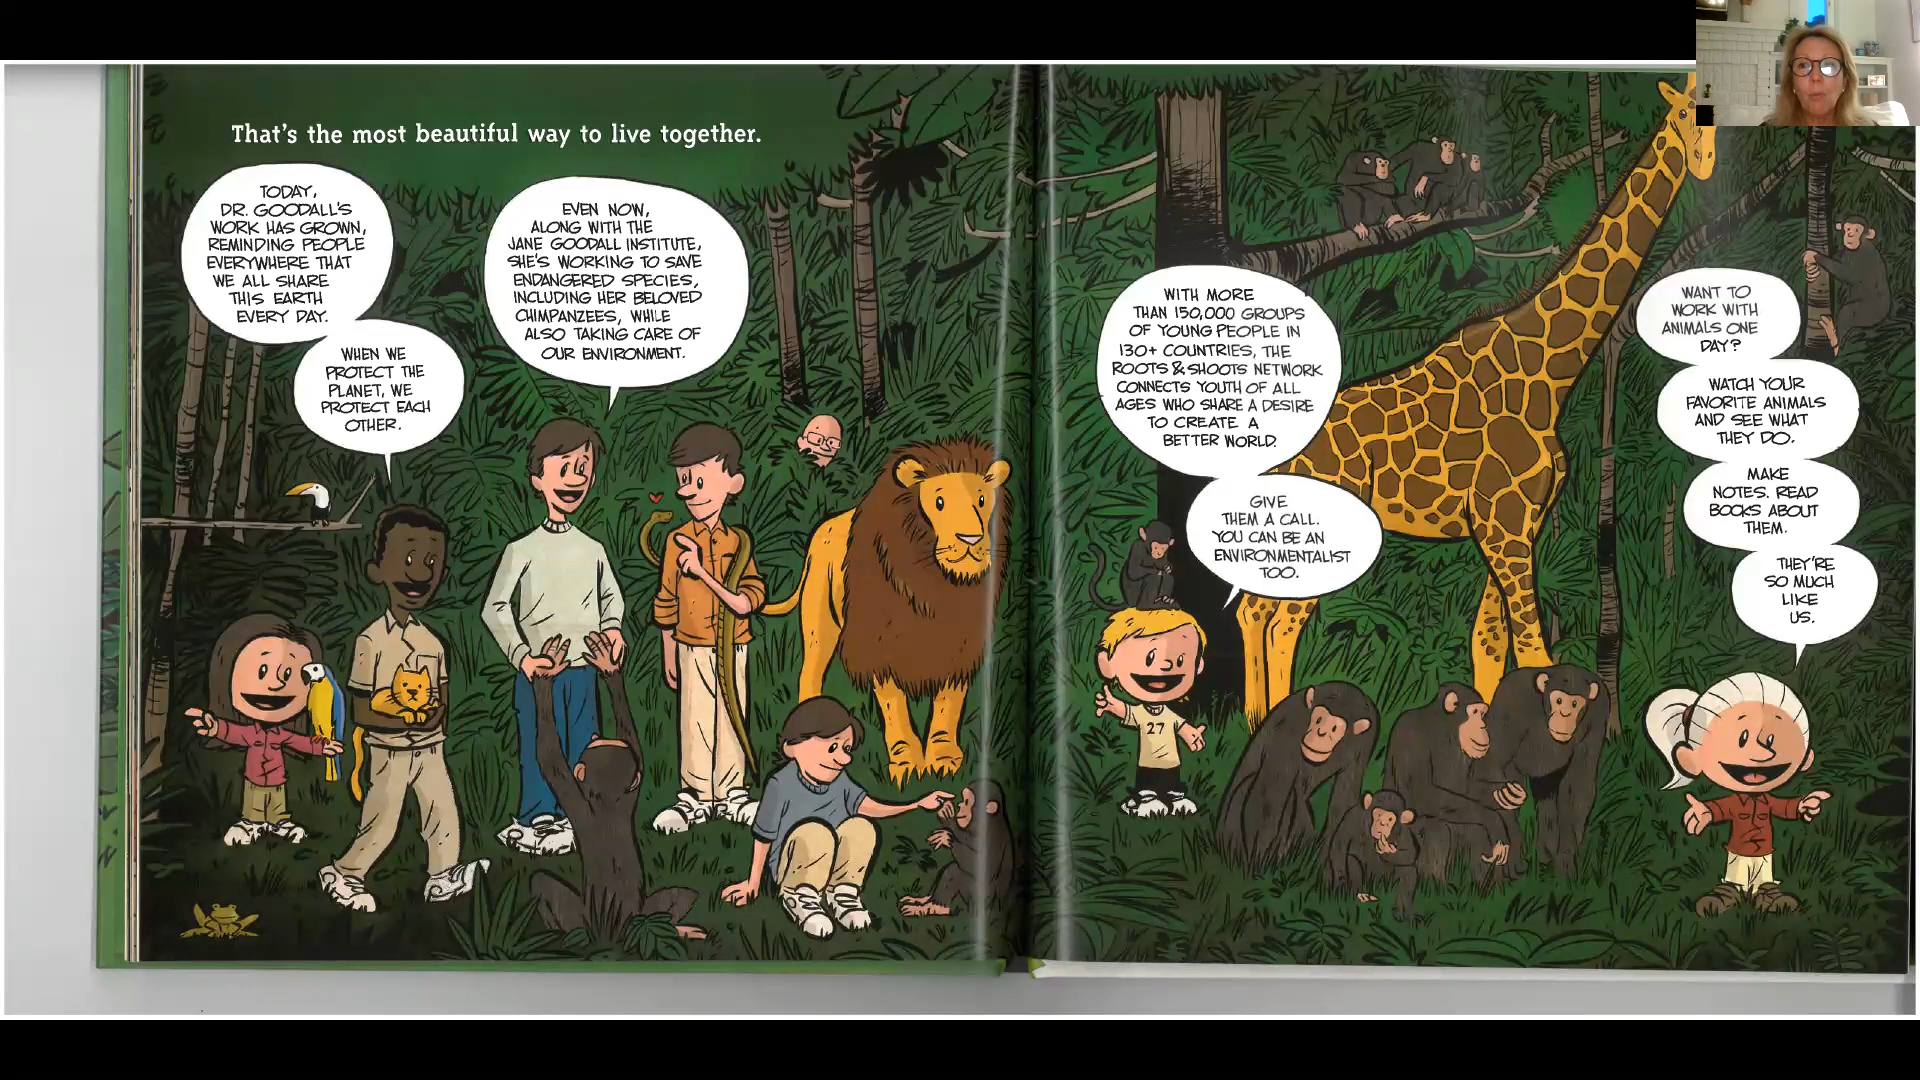 That's the most beautiful way to live together.
TODAY,
DR. GOODALL'S
WORK HAS GROWN,
REMINDING PEOPLE
EVERYWHERE THAT
WE ALL SHARE
THIS EARTH
EVERY DAY.
WHEN WE
PROTECT THE
PLANET, WE
PROTECT EACH
OTHER.
EVEN NOW,
ALONG WITH THE
JANE GOODALL INSTITUTE,
SHE'S WORKING TO SAVE
ENDANGERED SPECIES,
INCLUDING HER BELOVED
CHIMPANZEES, WHILE
ALSO TAKING CARE OF
OUR ENVIRONMENT.
WITH MORE
THAN 150,000 GROUPS
OF YOUNG PEOPLE IN
130+ COUNTRIES, THE
ROOTS & SHOOTS NETWORK
CONNECTS YOUTH OF ALL
AGES WHO SHARE A DESIRE
TO CREATE A
BETTER WORLD.
GIVE
THEM A CALL.
YOU CAN BE AN
ENVIRONMENTALIST
TOO.
27
WANT TO
WORK WITH
ANIMALS ONE
DAY?
WATCH YOUR
FAVORITE ANIMALS
AND SEE WHAT
THEY DO.
MAKE
NOTES. READ
BOOKS ABOUT
THEM.
THEY'RE
SO MUCH
LIKE
US.